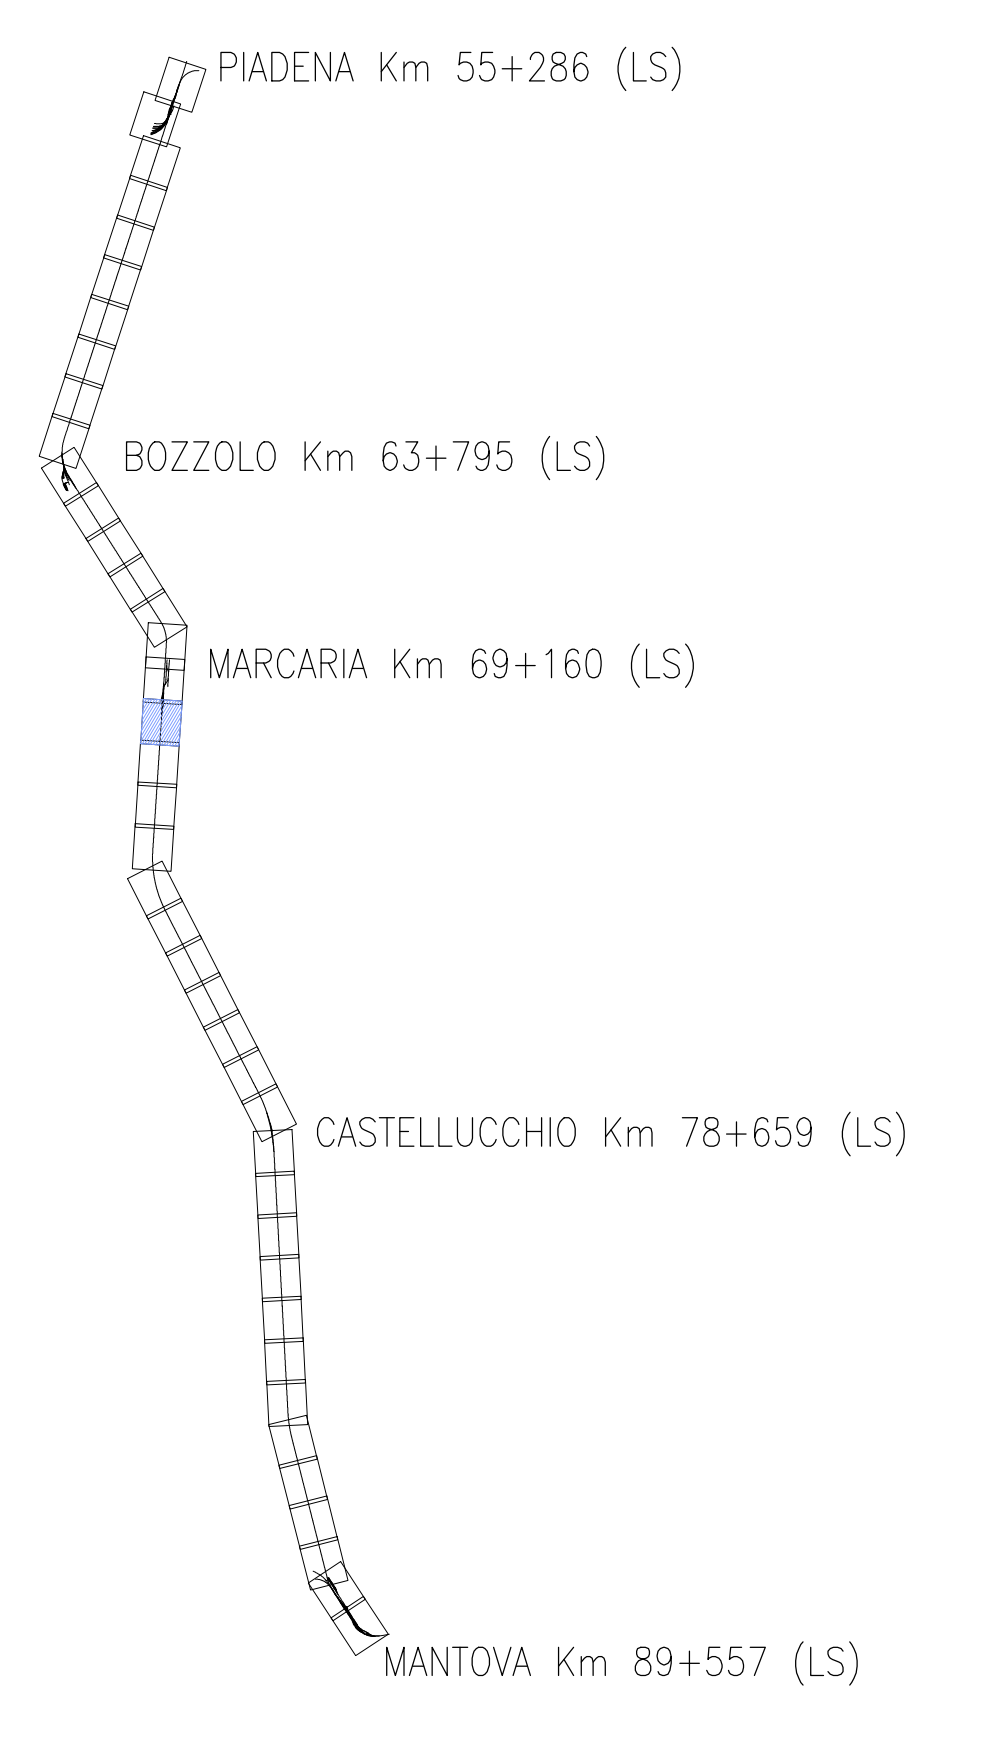 PIADENA Km 55+286 (LS)
BOZZOLO Km 63+795 (LS)
MARCARIA Km 69+160 (LS)
CASTELLUCCHIO Km 78+659 (LS)
MANTOVA Km 89+557 (LS)